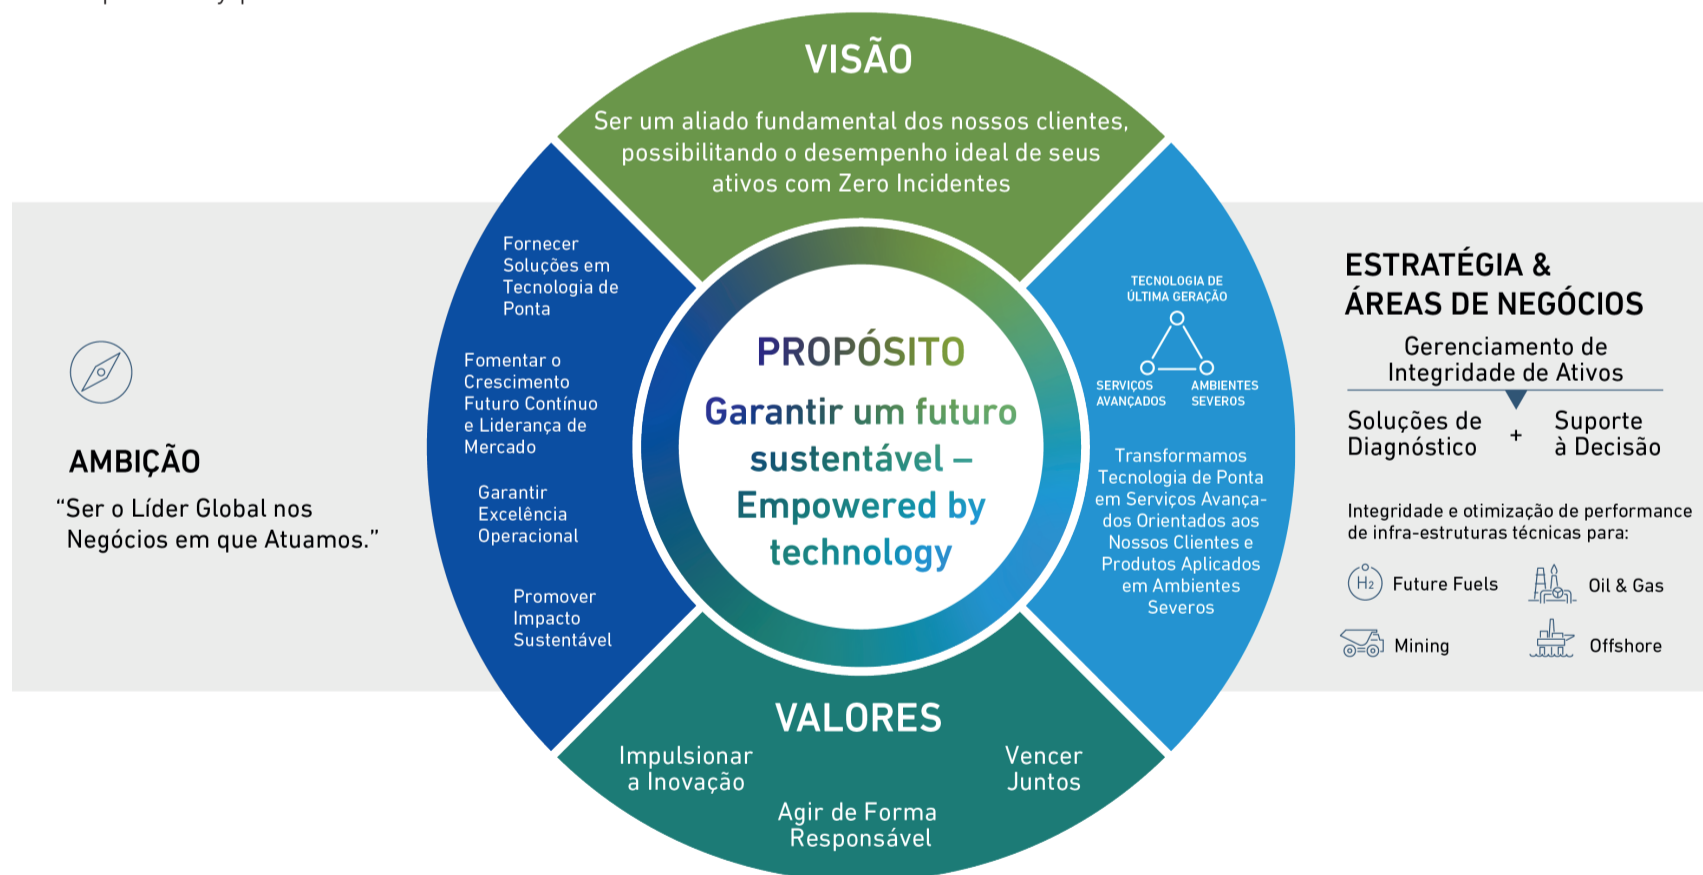 VISÃO
Ser um aliado fundamental dos nossos clientes,
possibilitando o desempenho ideal de seus
ativos com Zero Incidentes
AMBIÇÃO
“Ser o Líder Global nos
Negócios em que Atuamos.”
Fornecer
Soluções em
Tecnologia de
Ponta
Fomentar o
Crescimento
Futuro Contínuo
e Liderança de
Mercado
Garantir
Excelência
Operacional
Promover
Impacto
Sustentável
PROPÓSITO
Garantir um futuro
sustentável –
Empowered by
technology
TECNOLOGIA DE
ÚLTIMA GERAÇÃO
SERVIÇOS
AVANÇADOS
AMBIENTES
SEVEROS
Transformamos
Tecnologia de Ponta
em Serviços Avança-
dos Orientados aos
Nossos Clientes e
Produtos Aplicados
em Ambientes
Severos
ESTRATÉGIA &
ÁREAS DE NEGÓCIOS
Gerenciamento de
Integridade de Ativos
Soluções de
Diagnóstico
+
Suporte
à Decisão
Integridade e otimização de performance
de infra-estruturas técnicas para:
H2 Future Fuels
Oil & Gas
Mining
Offshore
VALORES
Impulsionar
a Inovação
Agir de Forma
Responsável
Vencer
Juntos